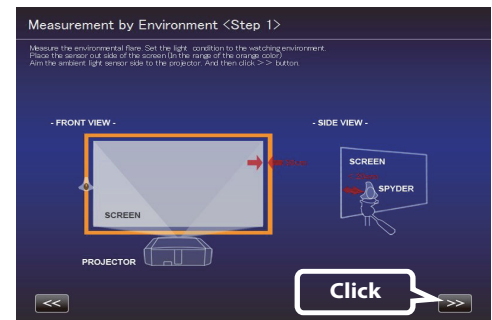 Measurement by Environment <Step 1>
Measure the environmental flare. Set the light condition to the watching environment.
Place the sensor out side of the screen (In the range of the orange color)
Aim the ambient light sensor side to the projector. And then click >> button.
- FRONT VIEW -
- SIDE VIEW -
SCREEN
SPYDER
SCREEN
PROJECTOR
Click
<<
>>